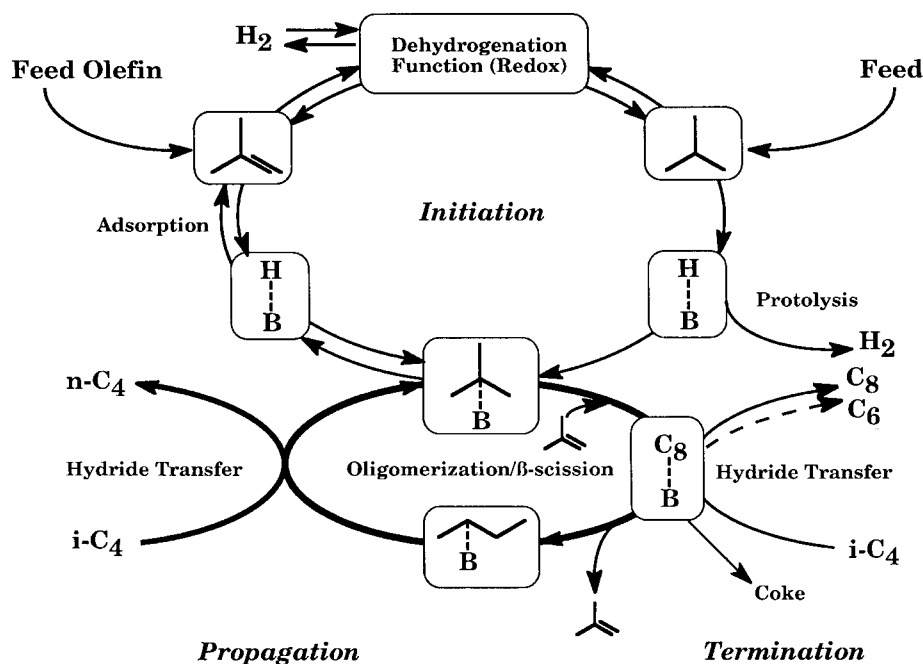 H2
Dehydrogenation
Function (Redox)
Feed Olefin
Feed
Adsorption
Initiation
H
B
H
B
Protolysis
H2
n-C4
B
C8
C6
Hydride Transfer
Oligomerization/ß-scission
C8
B
Hydride Transfer
i-C4
B
i-C4
Coke
Propagation
Termination